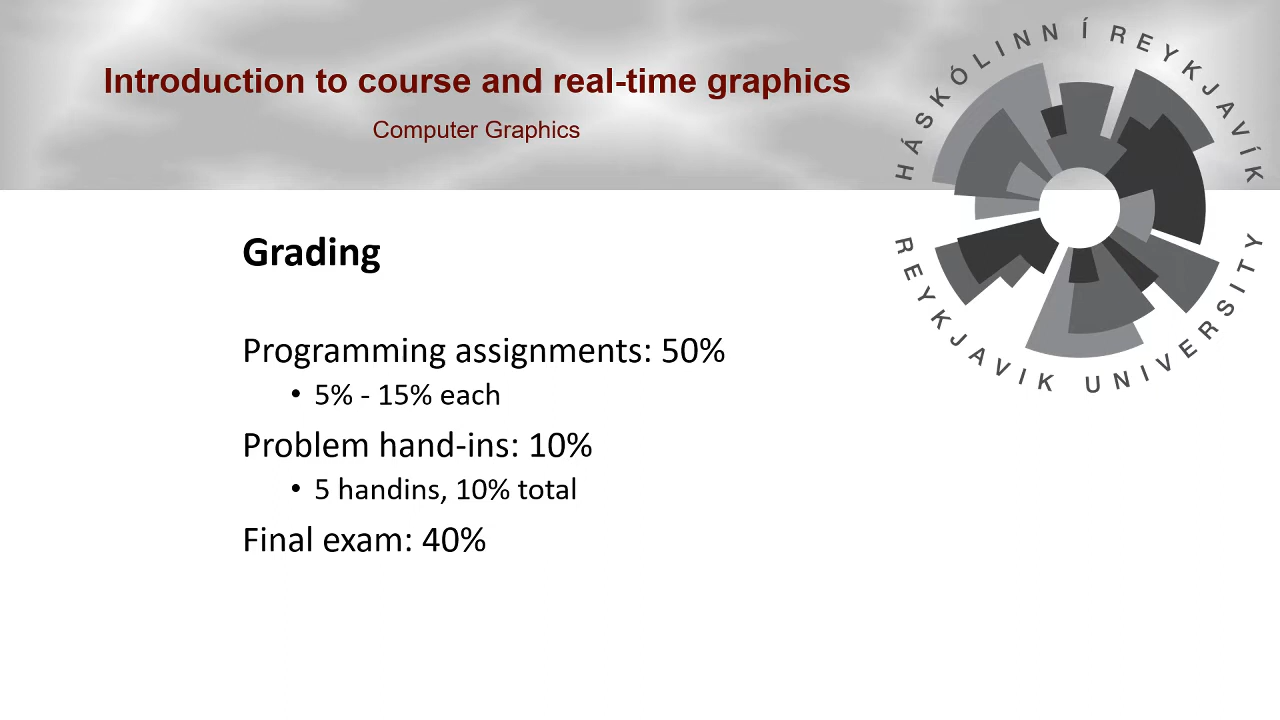 Introduction to course and real-time graphics
Computer Graphics
HÁSKÓLINN Í REYKJAVÍK
REYKJAVIK UNIVERSITY
Grading
Programming assignments: 50%
• 5% - 15% each
Problem hand-ins: 10%
• 5 handins, 10% total
Final exam: 40%